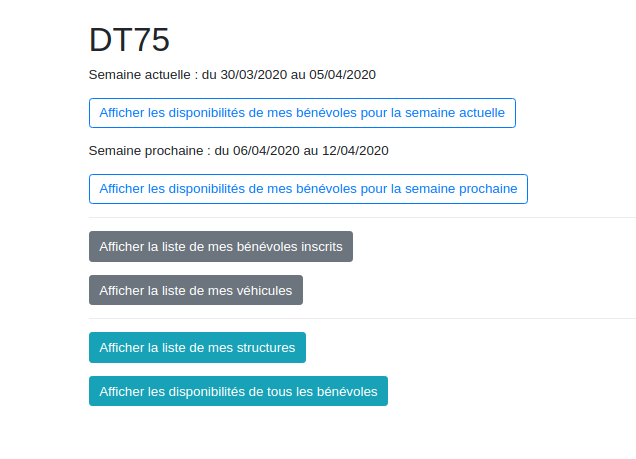 DT75
Semaine actuelle : du 30/03/2020 au 05/04/2020
Afficher les disponibilités de mes bénévoles pour la semaine actuelle
Semaine prochaine : du 06/04/2020 au 12/04/2020
Afficher les disponibilités de mes bénévoles pour la semaine prochaine
Afficher la liste de mes bénévoles inscrits
Afficher la liste de mes véhicules
Afficher la liste de mes structures
Afficher les disponibilités de tous les bénévoles